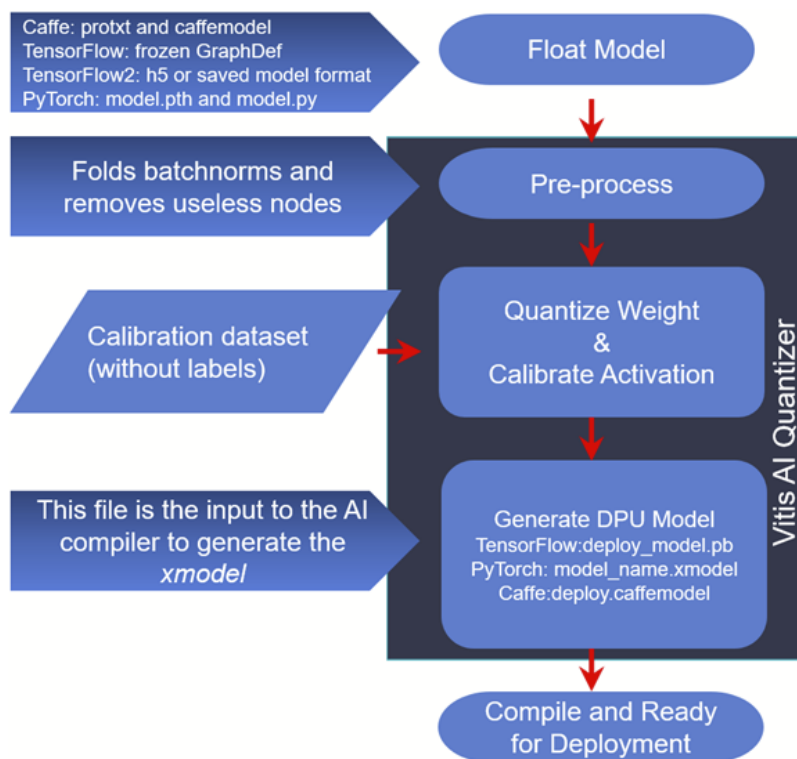 Caffe: protxt and caffemodel
TensorFlow: frozen GraphDef
TensorFlow2: h5 or saved model format
PyTorch: model.pth and model.py
Float Model
Folds batchnorms and
removes useless nodes
Pre-process
Calibration dataset
(without labels)
Quantize Weight
&
Calibrate Activation
Vitis AI Quantizer
This file is the input to the AI
compiler to generate the
xmodel
Generate DPU Model
TensorFlow:deploy_model.pb
PyTorch: model_name.xmodel
Caffe:deploy.caffemodel
Compile and Ready
for Deployment